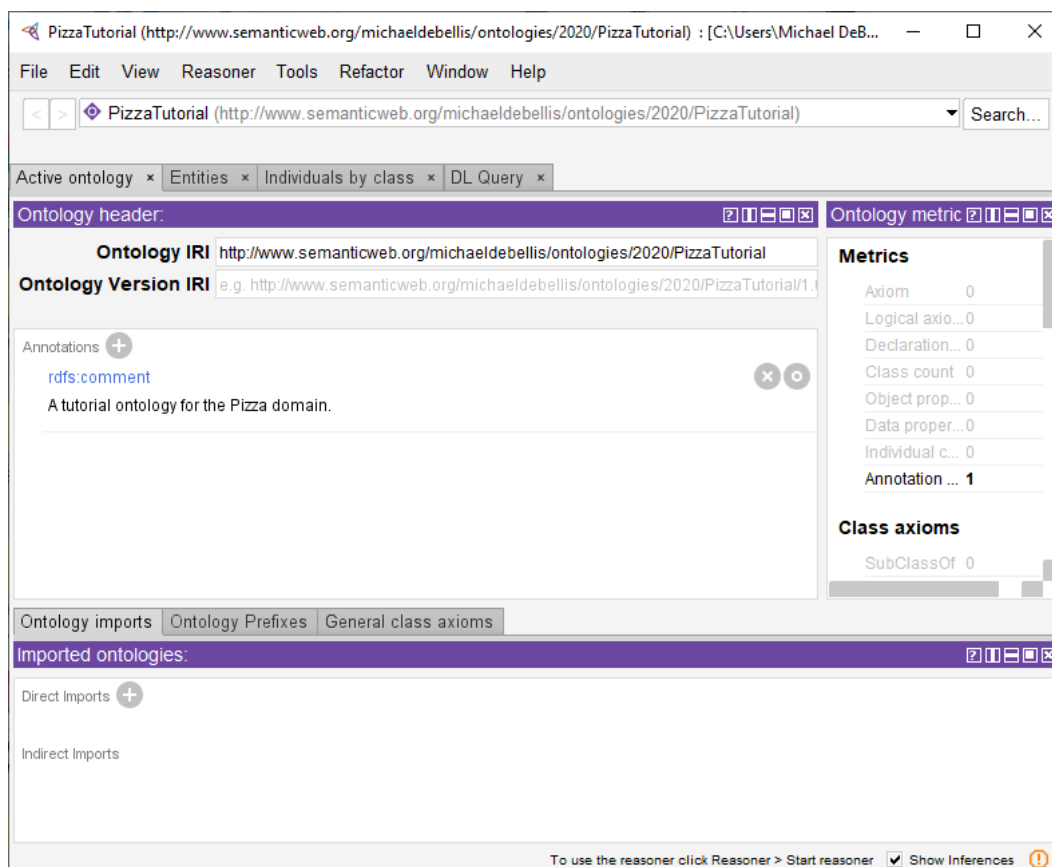 PizzaTutorial (http://www.semanticweb.org/michaeldebellis/ontologies/2020/PizzaTutorial) : [C:\Users\Michael DeB...
File Edit View Reasoner Tools Refactor Window Help
< > PizzaTutorial (http://www.semanticweb.org/michaeldebellis/ontologies/2020/PizzaTutorial) Search...
Active ontology × Entities × Individuals by class × DL Query ×
Ontology header: Ontology metric
Ontology IRI http://www.semanticweb.org/michaeldebellis/ontologies/2020/PizzaTutorial
Ontology Version IRI e.g. http://www.semanticweb.org/michaeldebellis/ontologies/2020/PizzaTutorial/1.
Annotations
rdfs:comment
A tutorial ontology for the Pizza domain.
Metrics
Axiom 0
Logical axio... 0
Declaration... 0
Class count 0
Object prop... 0
Data proper... 0
Individual c... 0
Annotation ... 1
Class axioms
SubClassOf 0
Ontology imports Ontology Prefixes General class axioms
Imported ontologies:
Direct Imports
Indirect Imports
To use the reasoner click Reasoner > Start reasoner Show Inferences